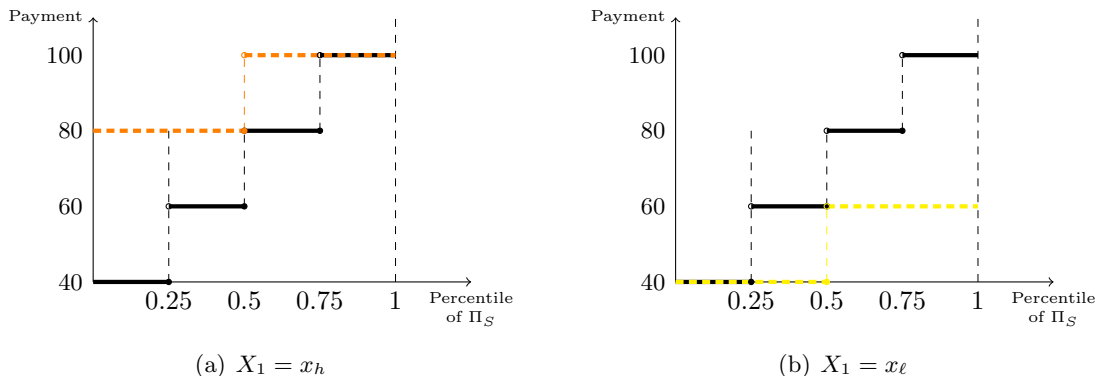 Payment
100
80
60
40
0.25 0.5 0.75 1
Percentile
of Π_S
(a) X_1 = x_h
Payment
100
80
60
40
0.25 0.5 0.75 1
Percentile
of Π_S
(b) X_1 = x_ℓ